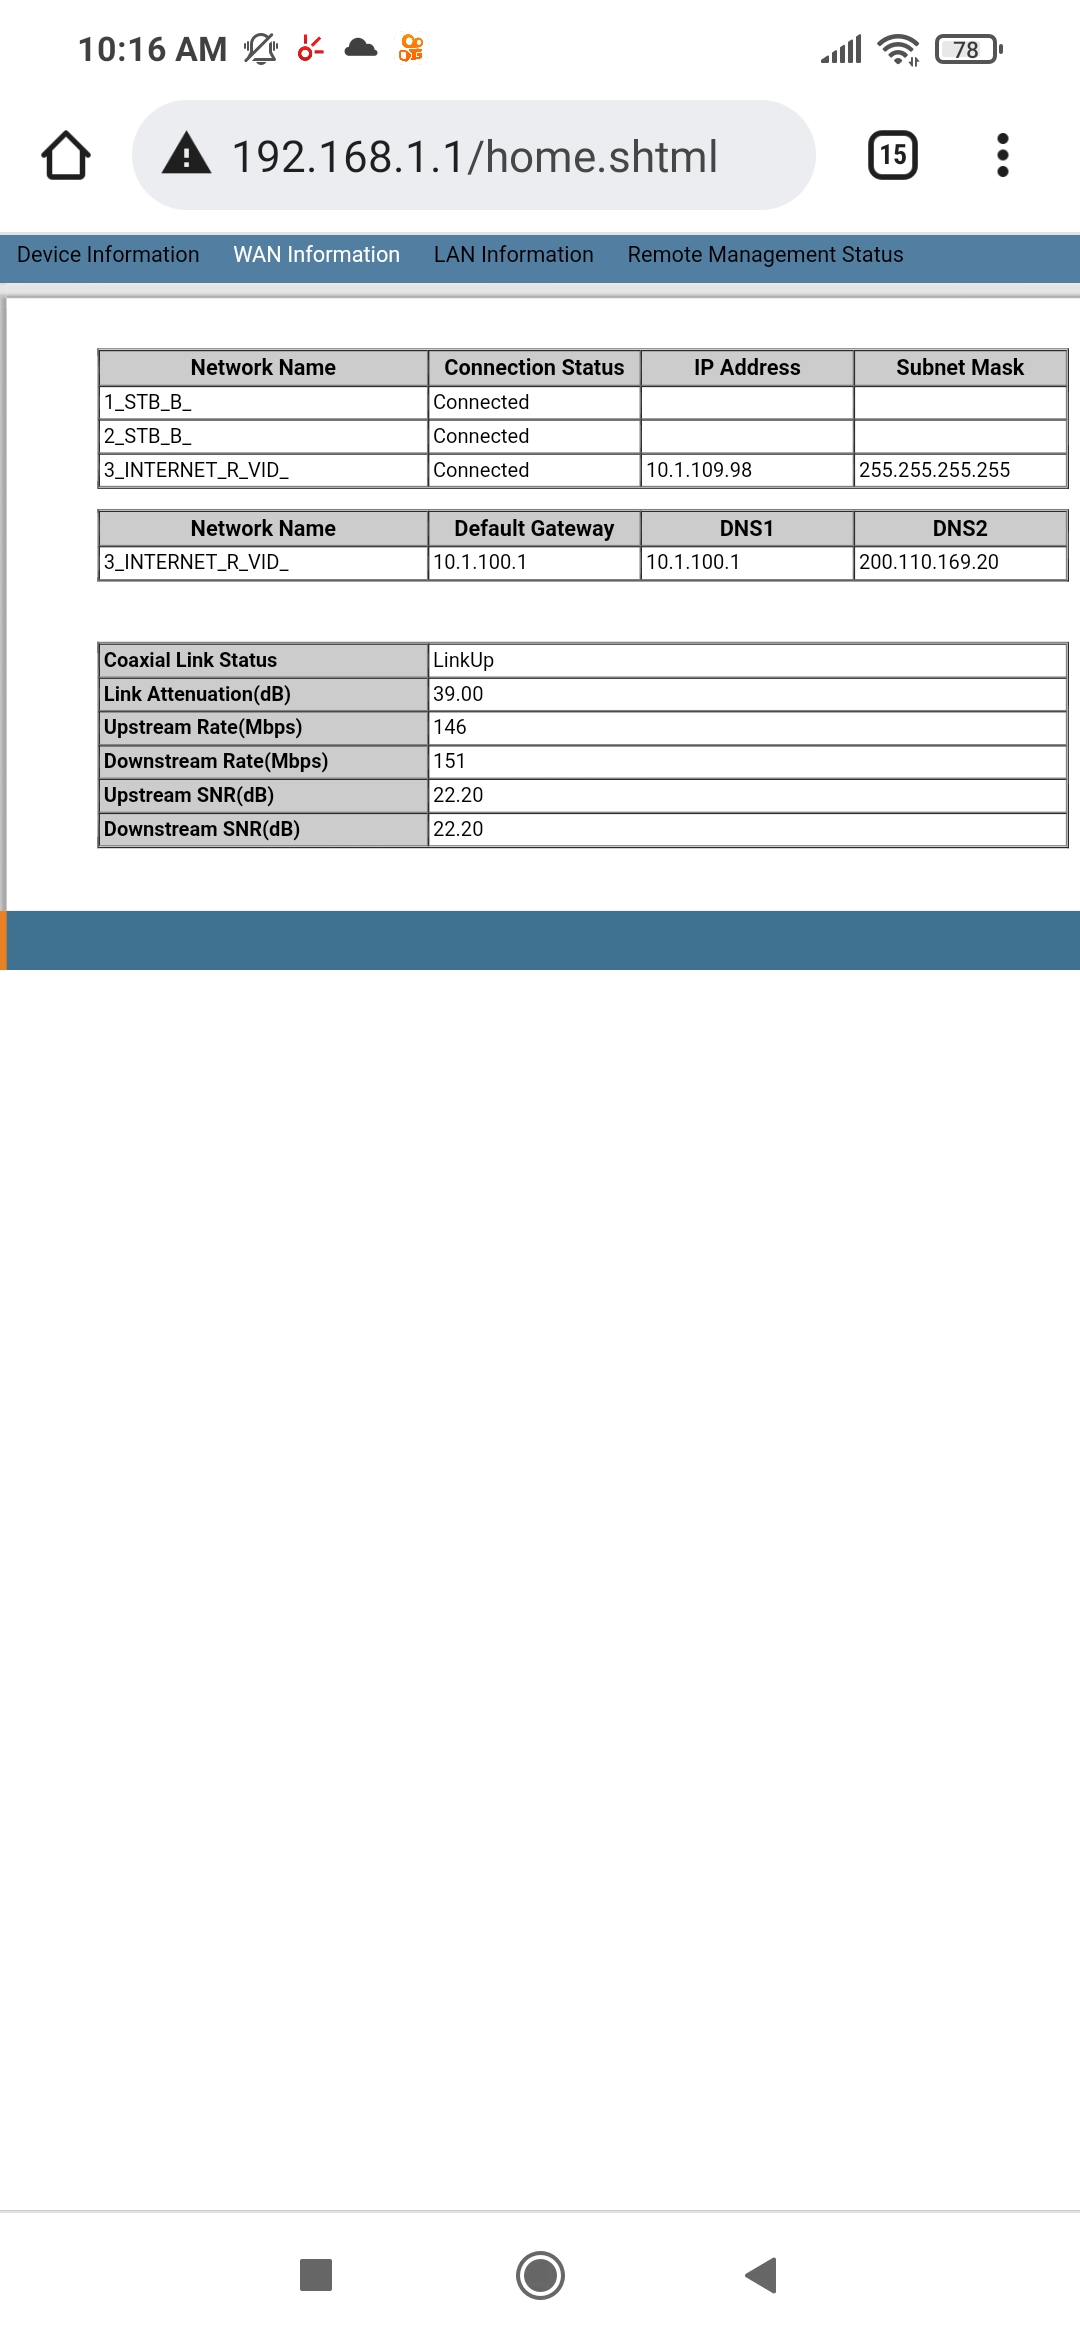 10:16 AM 78
192.168.1.1/home.shtml 15
Device Information WAN Information LAN Information Remote Management Status
Network Name Connection Status IP Address Subnet Mask
1_STB_B_ Connected
2_STB_B_ Connected
3_INTERNET_R_VID_ Connected 10.1.109.98 255.255.255.255
Network Name Default Gateway DNS1 DNS2
3_INTERNET_R_VID_ 10.1.100.1 10.1.100.1 200.110.169.20
Coaxial Link Status LinkUp
Link Attenuation(dB) 39.00
Upstream Rate(Mbps) 146
Downstream Rate(Mbps) 151
Upstream SNR(dB) 22.20
Downstream SNR(dB) 22.20